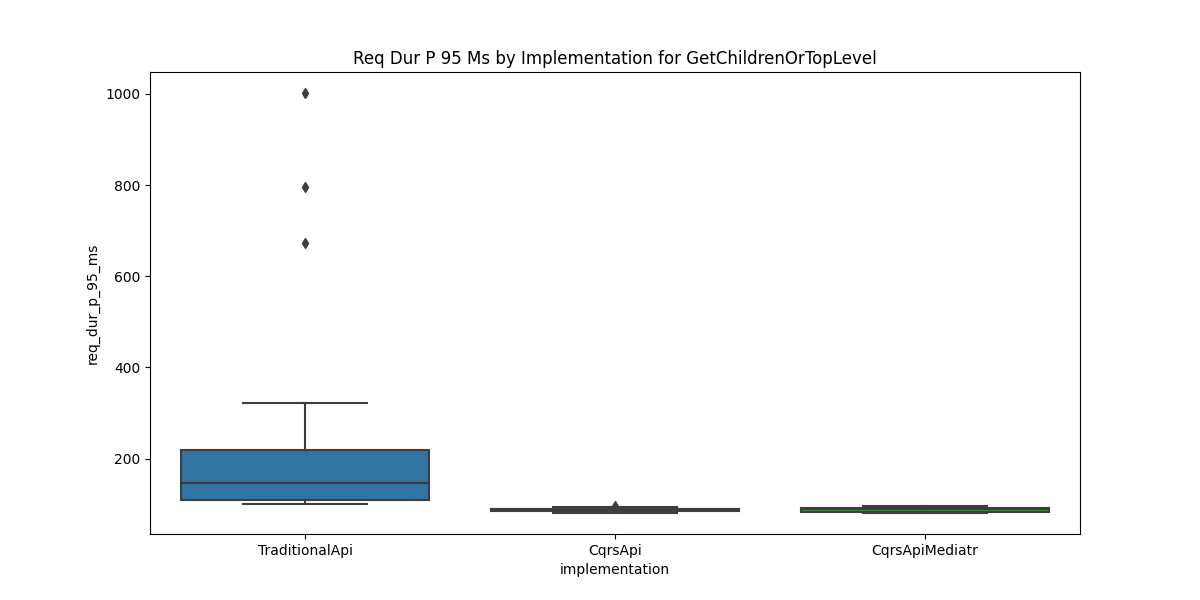 Req Dur P 95 Ms by Implementation for GetChildrenOrTopLevel
1000
800
600
400
200
req_dur_p_95_ms
TraditionalApi
CqrsApi
CqrsApiMediatr
implementation